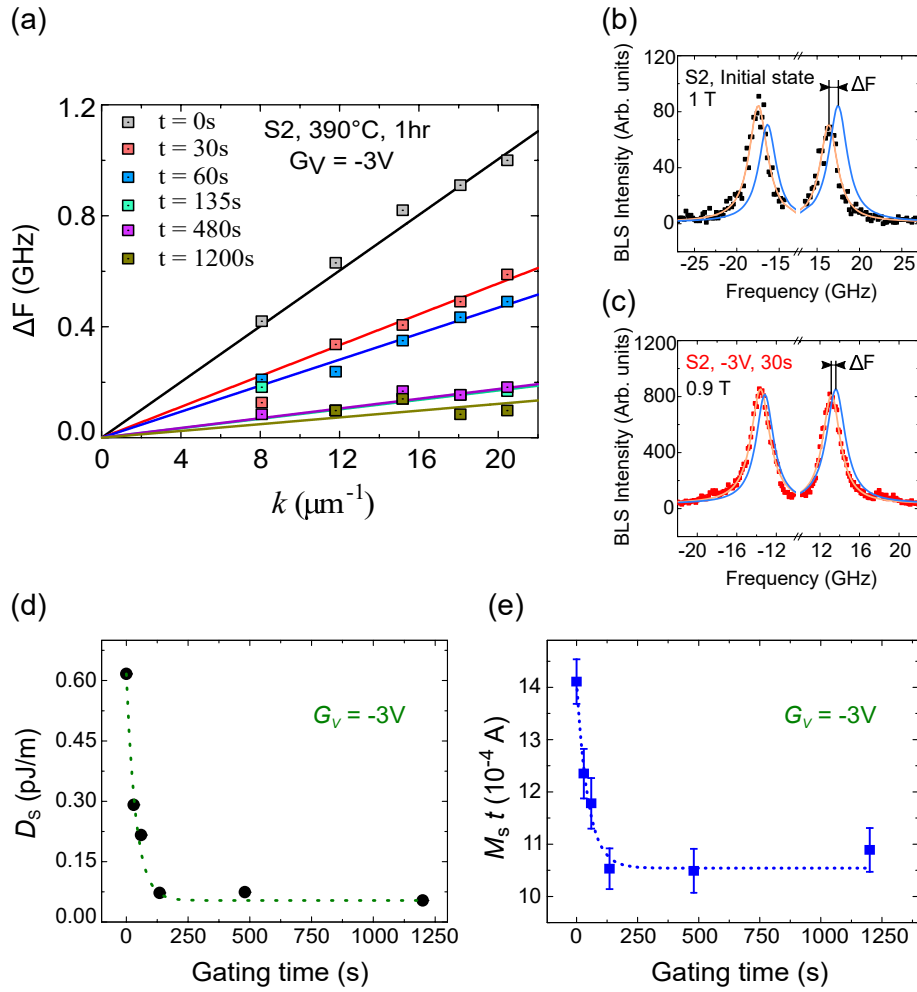 (a)
1.2
0.8
0.4
0.0
ΔF (GHz)
t = 0s
t = 30s
t = 60s
t = 135s
t = 480s
t = 1200s
S2, 390°C, 1hr
GV = -3V
0 4 8 12 16 20
k (μm⁻¹)
(b)
120
80
40
0
BLS Intensity (Arb. units)
S2, Initial state
1 T
ΔF
-25 -20 -15 15 20 25
Frequency (GHz)
(c)
1200
800
400
0
BLS Intensity (Arb. units)
S2, -3V, 30s
0.9 T
ΔF
-20 -16 -12 12 16 20
Frequency (GHz)
(d)
0.60
0.45
0.30
0.15
0.00
Ds (pJ/m)
Gv = -3V
0 250 500 750 1000 1250
Gating time (s)
(e)
14
13
12
11
10
Ms t (10⁻⁴ A)
Gv = -3V
0 250 500 750 1000 1250
Gating time (s)